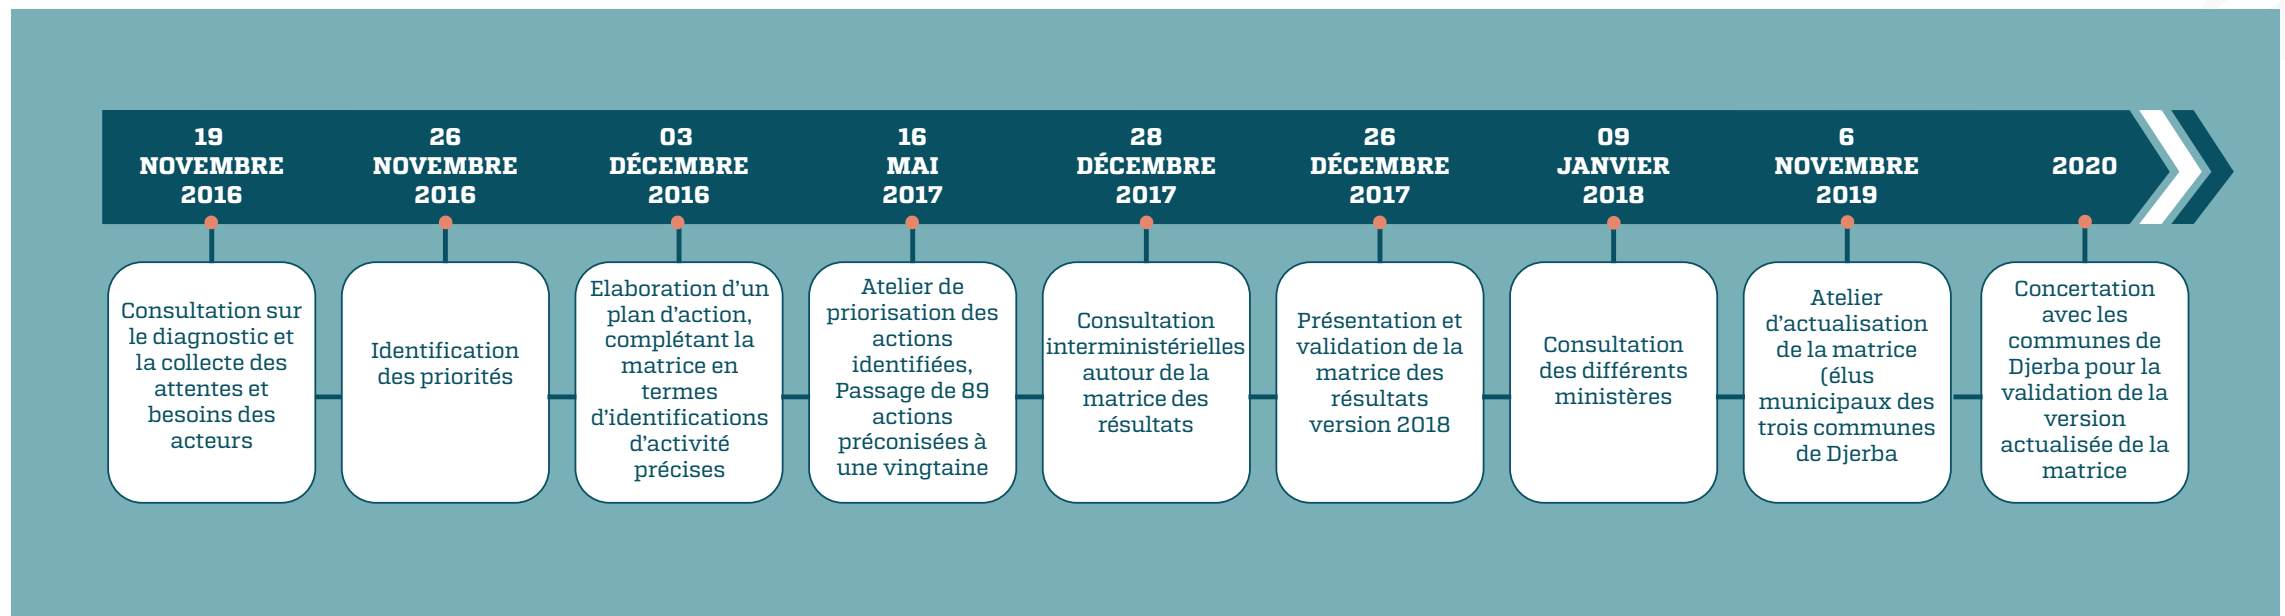 19
NOVEMBRE
2016
26
NOVEMBRE
2016
03
DÉCEMBRE
2016
16
MAI
2017
28
DÉCEMBRE
2017
26
DÉCEMBRE
2017
09
JANVIER
2018
6
NOVEMBRE
2019
2020
Consultation sur
le diagnostic et
la collecte des
attentes et
besoins des
acteurs
Identification
des priorités
Elaboration d’un
plan d’action,
complétant la
matrice en
termes
d’identifications
d’activité
précises
Atelier de
priorisation des
actions
identifiées,
Passage de 89
actions
préconisées à
une vingtaine
Consultation
interministérielles
autour de la
matrice des
résultats
Présentation et
validation de la
matrice des
résultats
version 2018
Consultation
des différents
ministères
Atelier
d’actualisation
de la matrice
(élus
municipaux des
trois communes
de Djerba
Concertation
avec les
communes de
Djerba pour la
validation de la
version
actualisée de la
matrice